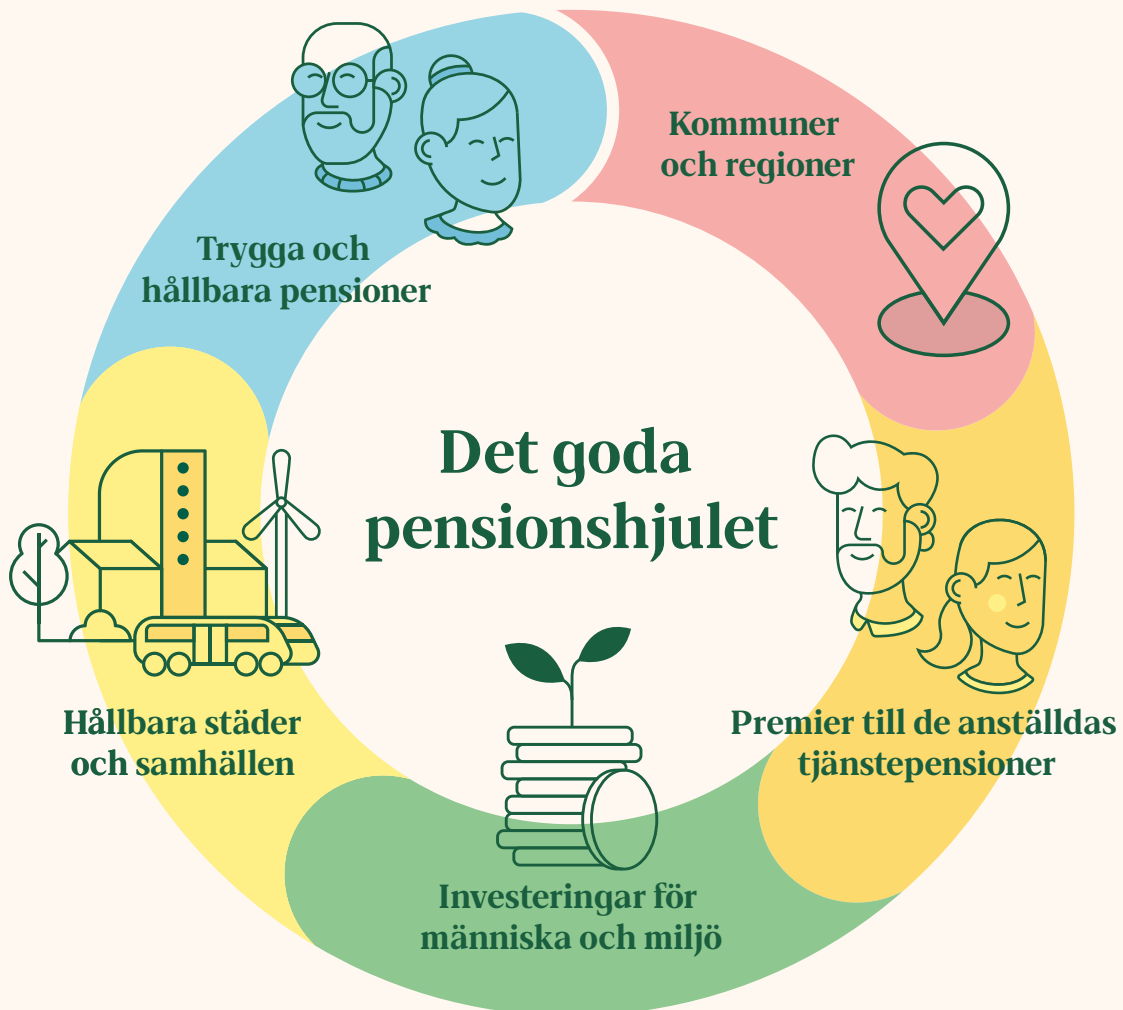 Det goda
pensionshjulet
Kommuner
och regioner
Premier till de anställdas
tjänstepensioner
Investeringar för
människa och miljö
Hållbara städer
och samhällen
Trygga och
hållbara pensioner